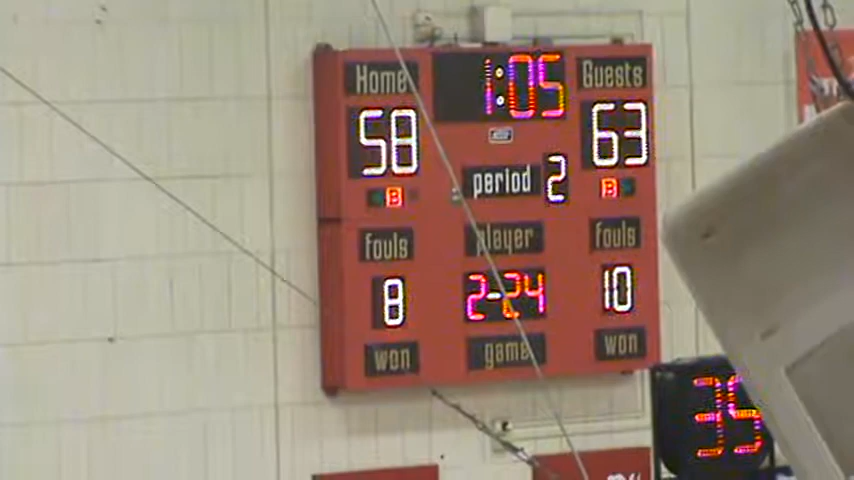 Home 1:05 Guests
58 63
period 2
B B
fouls player fouls
8 2-24 10
won game won
35